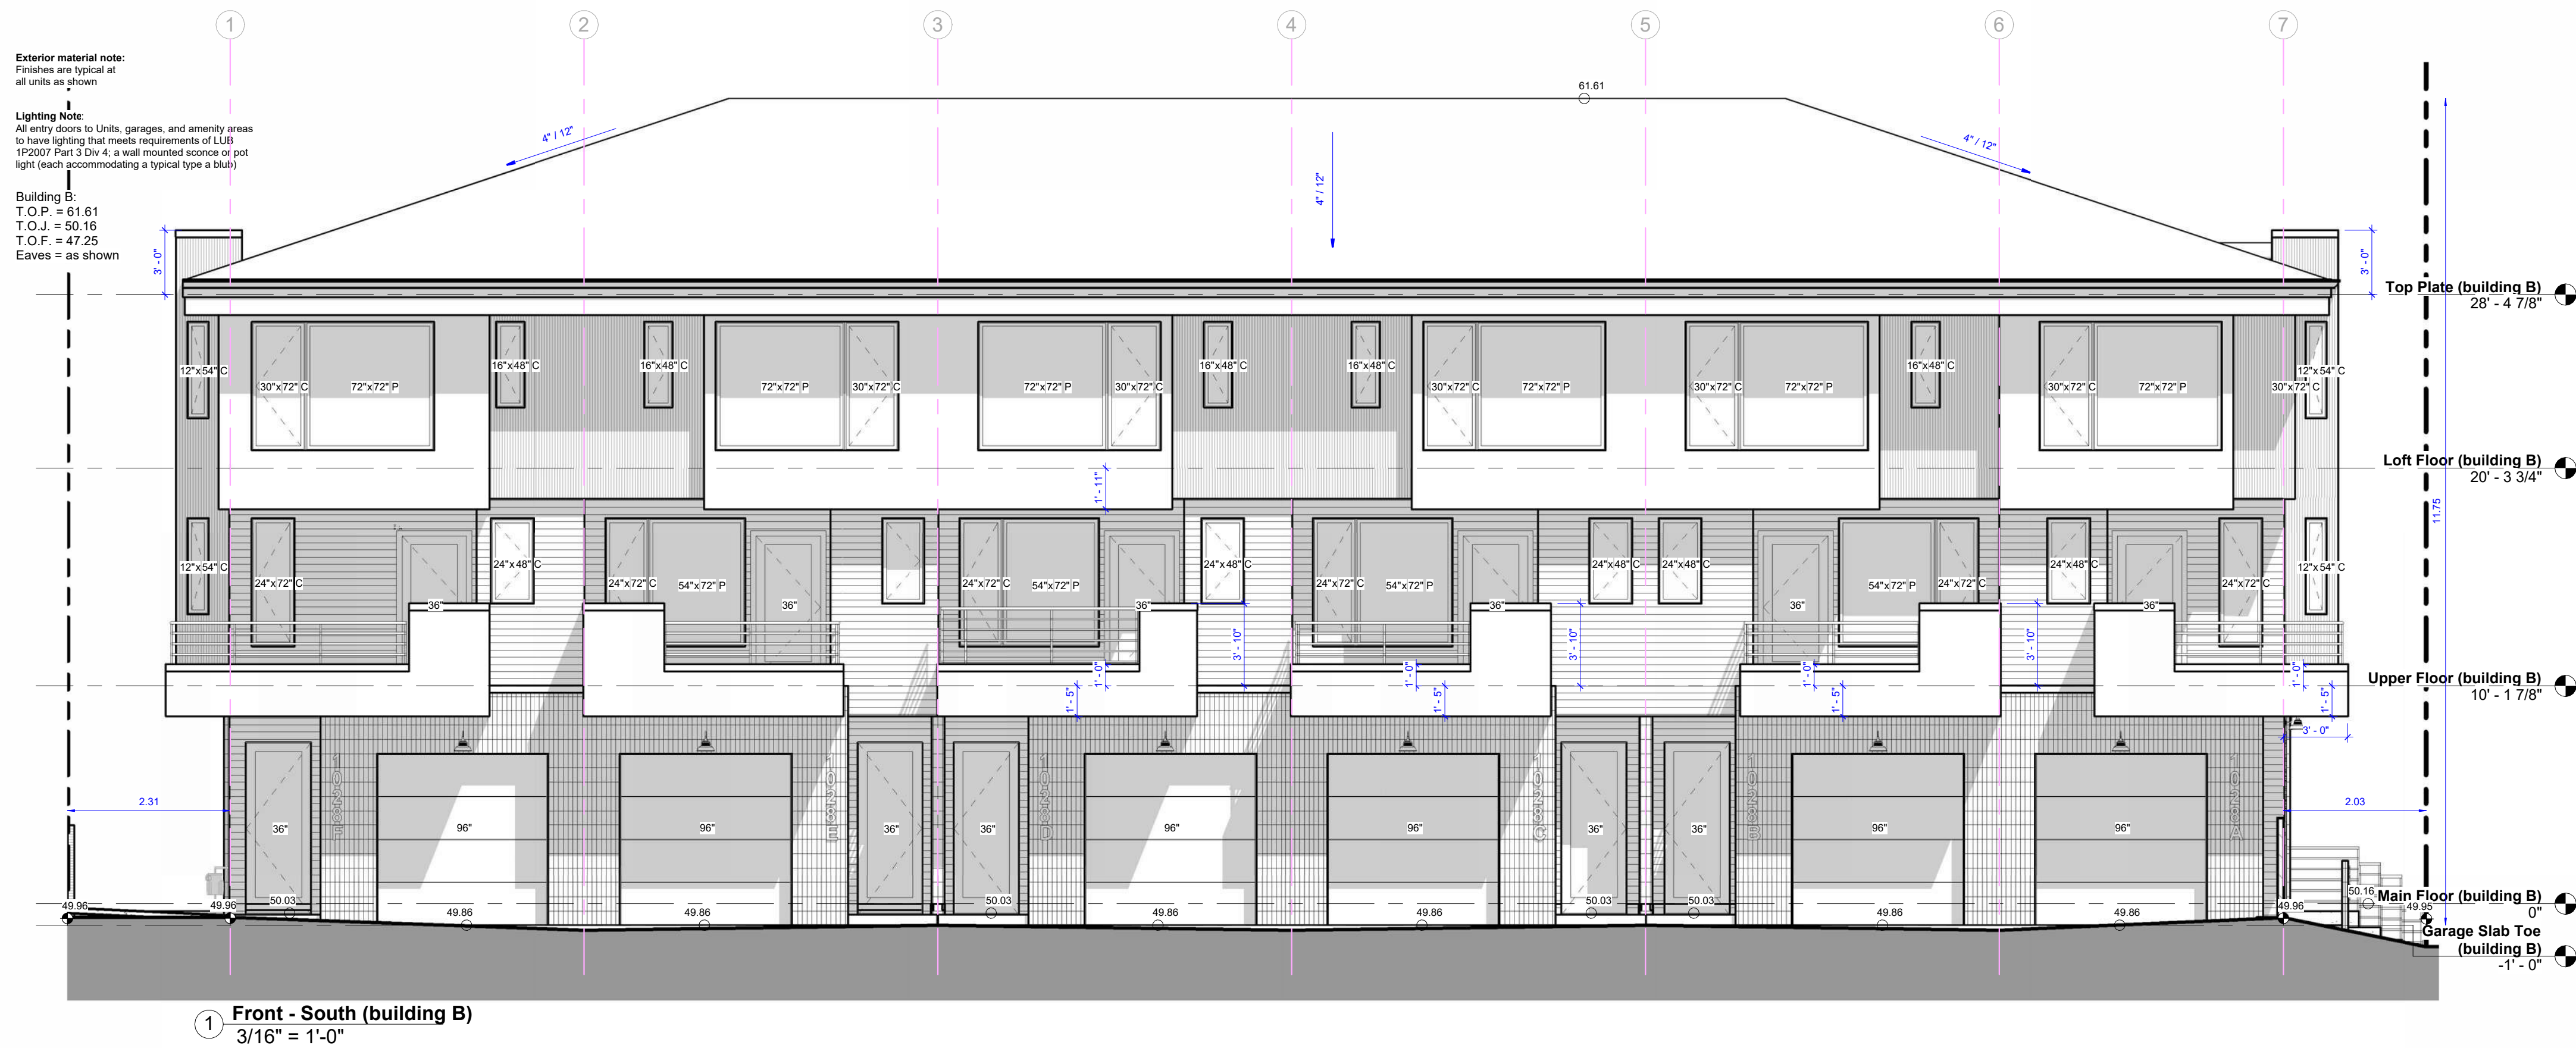 1 2 3 4 5 6 7
Exterior material note:
Finishes are typical at
all units as shown
Lighting Note:
All entry doors to Units, garages, and amenity areas
to have lighting that meets requirements of LUB
1P2007 Part 3 Div 4; a wall mounted sconce or pot
light (each accommodating a typical type a blub)
Building B:
T.O.P. = 61.61
T.O.J. = 50.16
T.O.F. = 47.25
Eaves = as shown
61.61
4" / 12"
4" / 12"
4" / 12"
3' - 0"
3' - 0"
Top Plate (building B)
28' - 4 7/8"
12"x54" C
30"x72" C
72"x72" P
16"x48" C
16"x48" C
72"x72" P
30"x72" C
72"x72" P
30"x72" C
16"x48" C
16"x48" C
30"x72" C
72"x72" P
30"x72" C
72"x72" P
16"x48" C
30"x72" C
72"x72" P
30"x72" C
12"x54" C
Loft Floor (building B)
20' - 3 3/4"
1' - 11"
11.75
12"x54" C
24"x72" C
36"
24"x48" C
24"x72" C
54"x72" P
36"
24"x72" C
54"x72" P
36"
24"x48" C
24"x72" C
54"x72" P
36"
24"x48" C
24"x48" C
36"
54"x72" P
24"x72" C
24"x48" C
36"
24"x72" C
12"x54" C
3' - 10"
3' - 10"
3' - 10"
1' - 0"
1' - 0"
1' - 0"
1' - 0"
1' - 5"
1' - 5"
1' - 5"
1' - 5"
Upper Floor (building B)
10' - 1 7/8"
3' - 0"
2.31
2.03
10288F
10288E
10288D
10288C
10288B
10288A
36"
96"
96"
36"
36"
96"
96"
36"
36"
96"
96"
49.96
49.96
50.03
49.86
49.86
50.03
49.86
49.86
50.03
50.03
49.86
49.86
49.96
50.16
49.95
Main Floor (building B)
0"
Garage Slab Toe
(building B)
-1' - 0"
1
Front - South (building B)
3/16" = 1'-0"